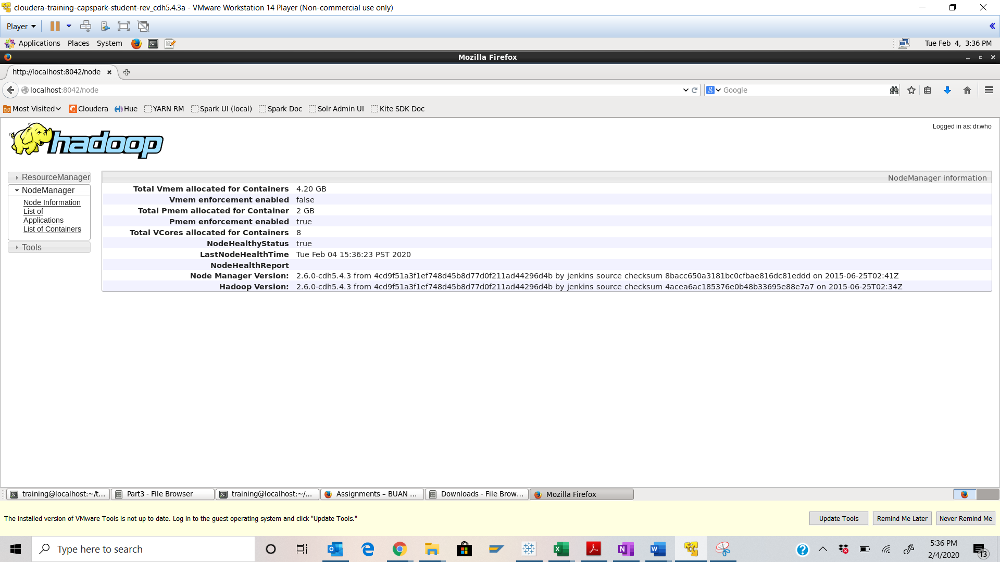 cloudera-training-capspark-student-rev_cdh5.4.3a - VMware Workstation 14 Player (Non-commercial use only)
Player
Applications Places System Tue Feb 4, 3:36 PM
Mozilla Firefox
http://localhost:8042/node
localhost:8042/node Google
Most Visited Cloudera Hue YARN RM Spark UI (local) Spark Doc Solr Admin UI Kite SDK Doc
Logged in as: dr.who
hadoop
ResourceManager
NodeManager
Node Information
List of
Applications
List of Containers
Tools
NodeManager information
Total Vmem allocated for Containers 4.20 GB
Vmem enforcement enabled false
Total Pmem allocated for Container 2 GB
Pmem enforcement enabled true
Total VCores allocated for Containers 8
NodeHealthyStatus true
LastNodeHealthTime Tue Feb 04 15:36:23 PST 2020
NodeHealthReport
Node Manager Version: 2.6.0-cdh5.4.3 from 4cd9f51a3f1ef748d45b8d77d0f211ad44296d4b by jenkins source checksum 8bacc650a3181bc0cfbae816dc81eddd on 2015-06-25T02:41Z
Hadoop Version: 2.6.0-cdh5.4.3 from 4cd9f51a3f1ef748d45b8d77d0f211ad44296d4b by jenkins source checksum 4acea6ac185376e0b48b33695e88e7a7 on 2015-06-25T02:34Z
training@localhost:~/t... Part3 - File Browser training@localhost:~/... Assignments – BUAN ... Downloads - File Brow... Mozilla Firefox
The installed version of VMware Tools is not up to date. Log in to the guest operating system and click "Update Tools."
Update Tools Remind Me Later Never Remind Me
Type here to search
5:36 PM
2/4/2020
13